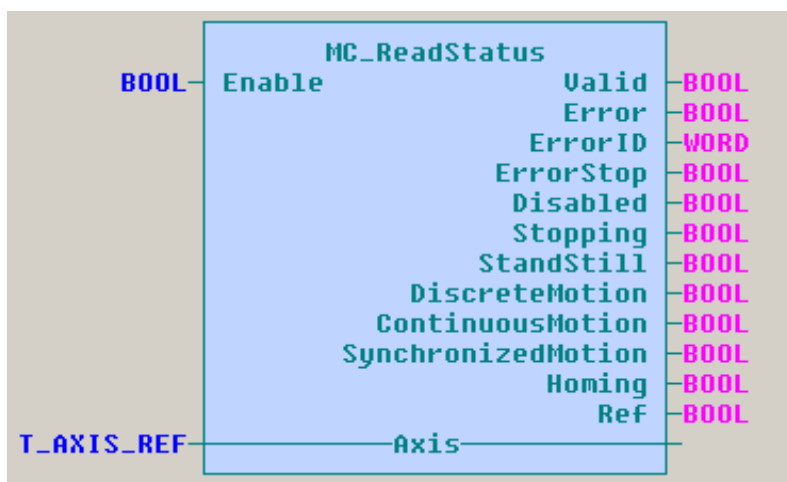 MC_ReadStatus
BOOL Enable Valid BOOL
Error BOOL
ErrorID WORD
ErrorStop BOOL
Disabled BOOL
Stopping BOOL
StandStill BOOL
DiscreteMotion BOOL
ContinuousMotion BOOL
SynchronizedMotion BOOL
Homing BOOL
Ref BOOL
T_AXIS_REF Axis